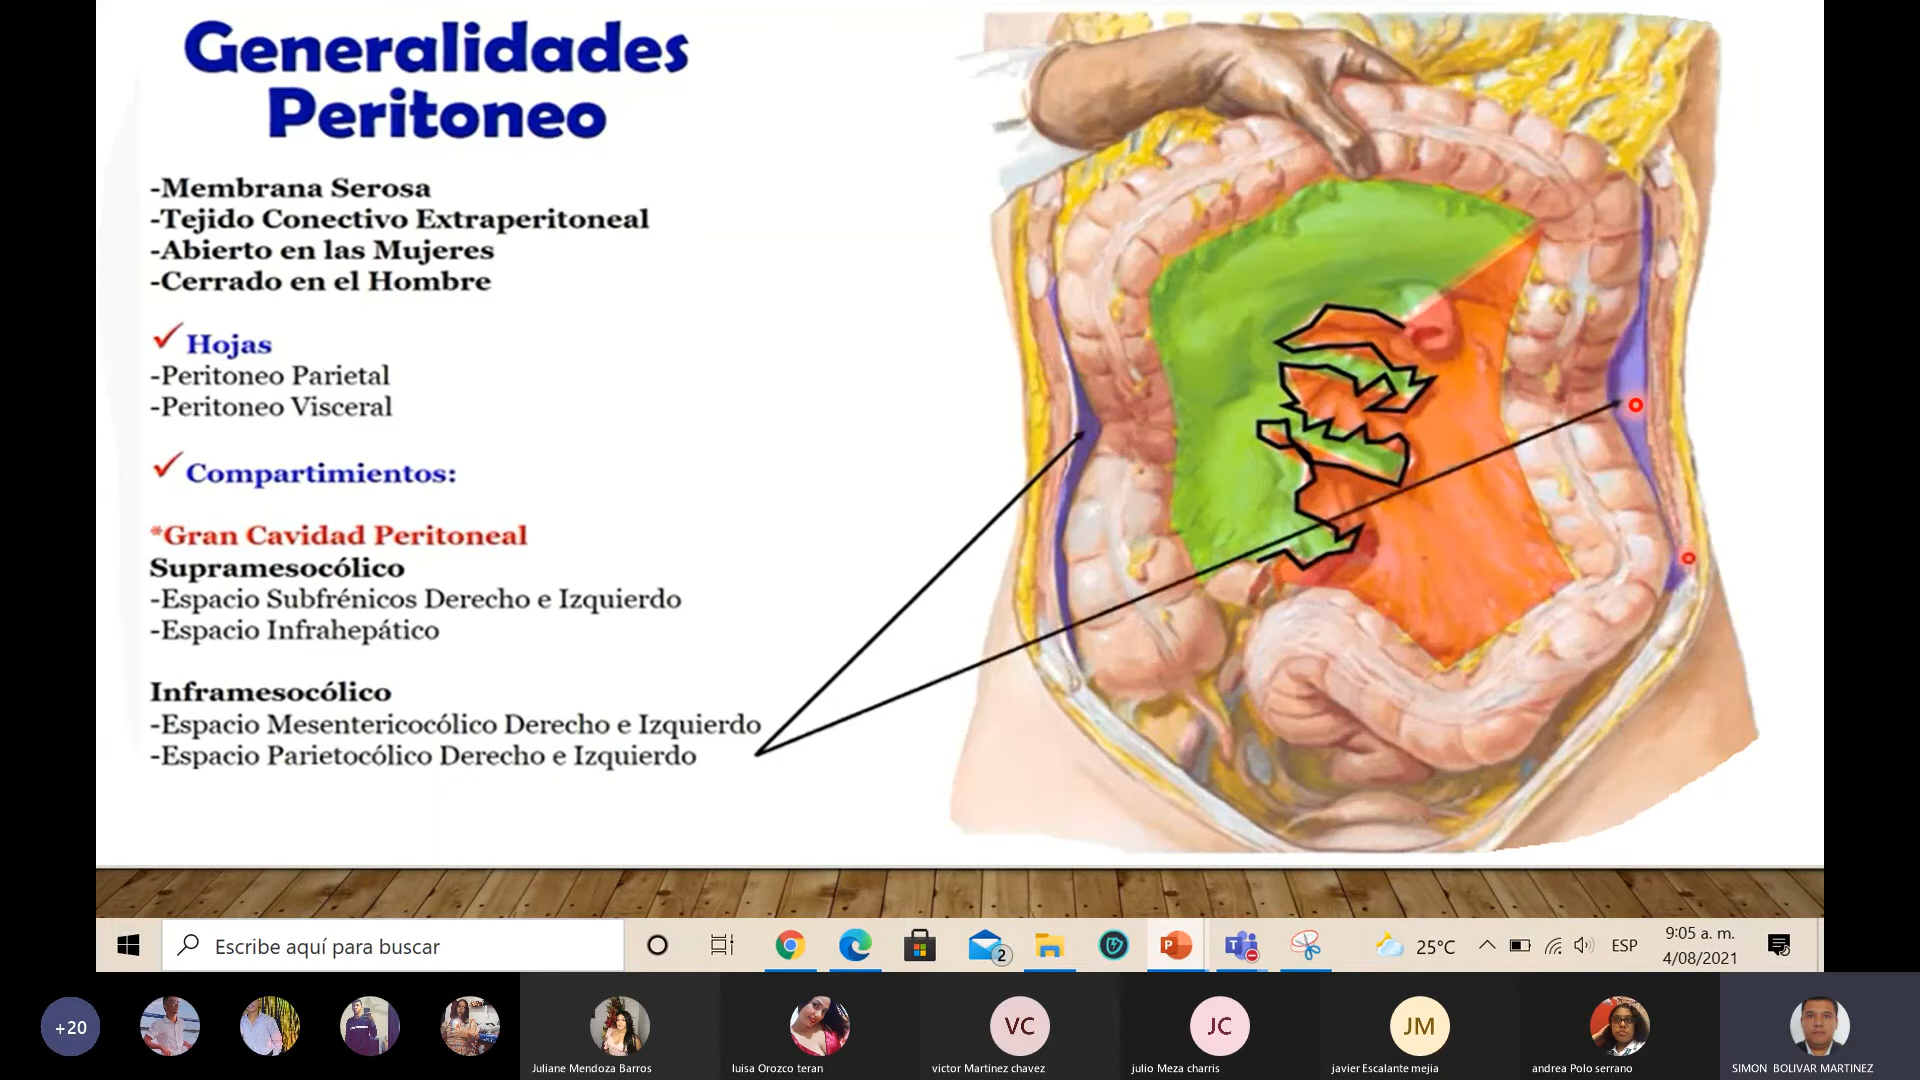 Generalidades
Peritoneo
-Membrana Serosa
-Tejido Conectivo Extraperitoneal
-Abierto en las Mujeres
-Cerrado en el Hombre
Hojas
-Peritoneo Parietal
-Peritoneo Visceral
Compartimientos:
*Gran Cavidad Peritoneal
Supramesocólico
-Espacio Subfrénicos Derecho e Izquierdo
-Espacio Infrahepático
Inframesocólico
-Espacio Mesentericocólico Derecho e Izquierdo
-Espacio Parietocólico Derecho e Izquierdo
Escribe aquí para buscar
2
P
T
25°C
ESP
9:05 a. m.
4/08/2021
+20
VC
JC
JM
Juliane Mendoza Barros
luisa Orozco teran
victor Martinez chavez
julio Meza charris
javier Escalante mejia
andrea Polo serrano
SIMON BOLIVAR MARTINEZ